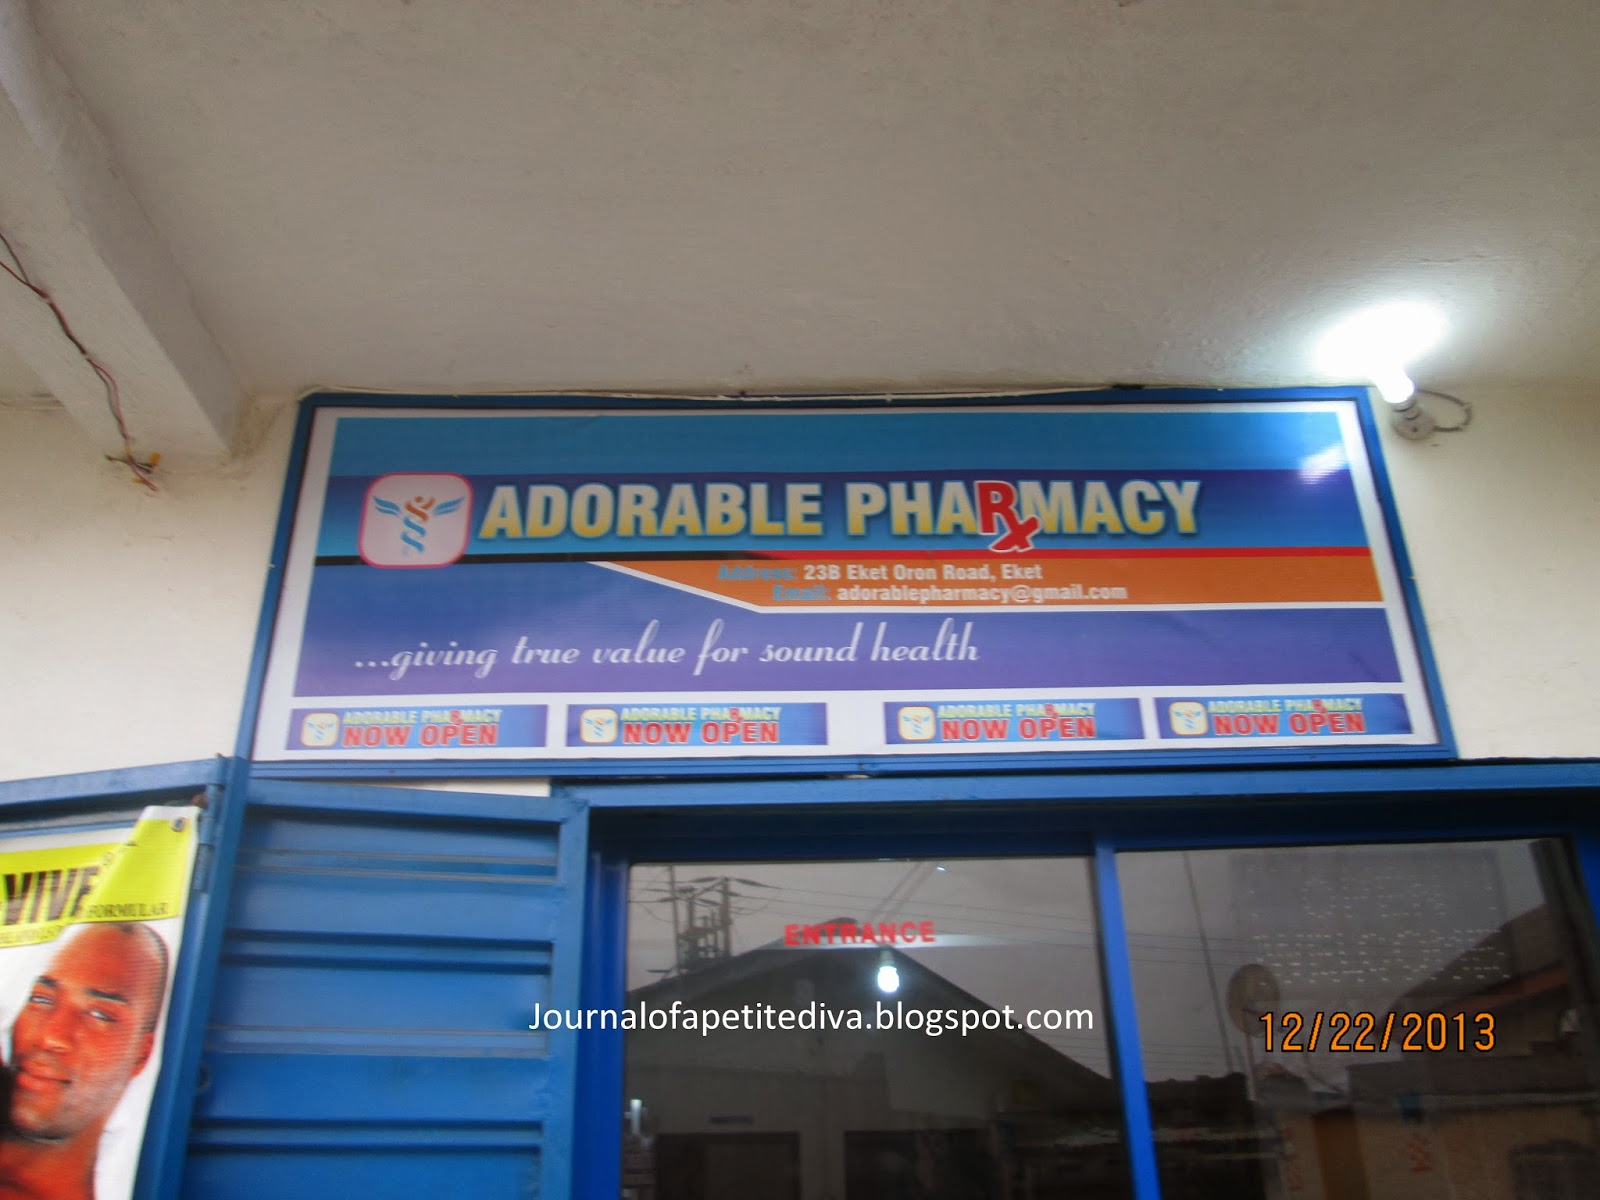 ADORABLE PHARMACY
Address: 23B Eket Oron Road, Eket
Email: adorablepharmacy@gmail.com
...giving true value for sound health
ADORABLE PHARMACY
NOW OPEN
ADORABLE PHARMACY
NOW OPEN
ADORABLE PHARMACY
NOW OPEN
ADORABLE PHARMACY
NOW OPEN
VIVE
FORMULAR
ENTRANCE
Journalofapetitediva.blogspot.com
12/22/2013